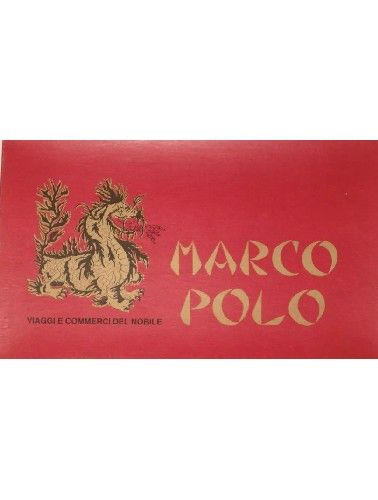 MARCO
POLO
VIAGGI E COMMERCI DEL NOBILE